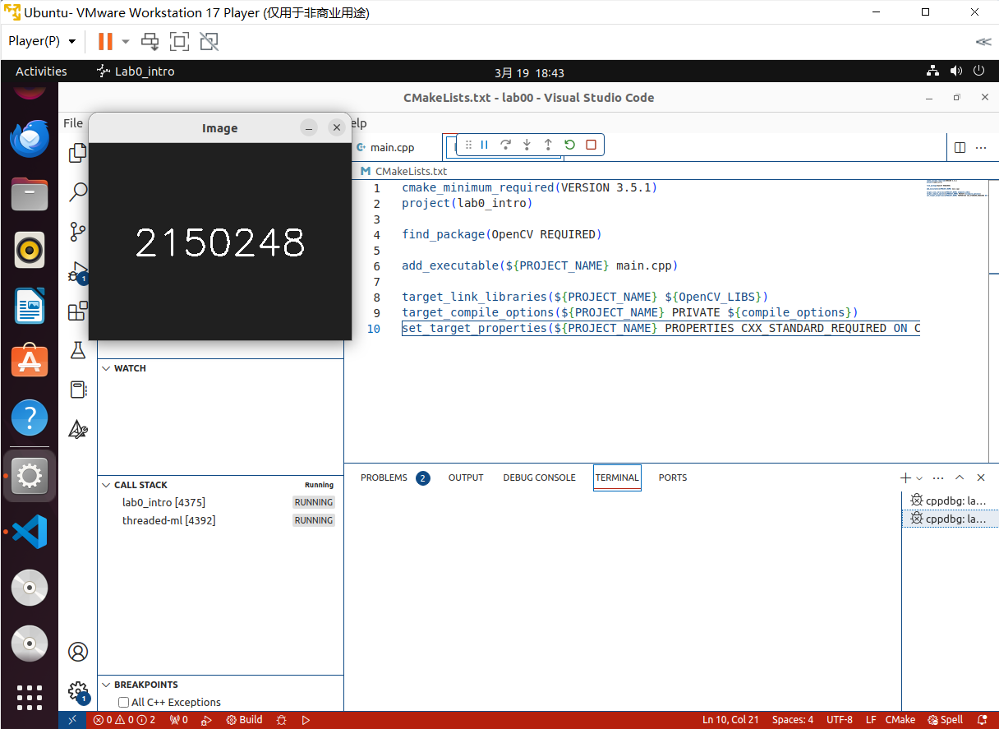 Ubuntu- VMware Workstation 17 Player (仅用于非商业用途)
Player(P)
Activities
Lab0_intro
3月 19 18:43
CMakeLists.txt - lab00 - Visual Studio Code
File
elp
Image
2150248
main.cpp
CMakeLists.txt
1 cmake_minimum_required(VERSION 3.5.1)
2 project(lab0_intro)
3
4 find_package(OpenCV REQUIRED)
5
6 add_executable(${PROJECT_NAME} main.cpp)
7
8 target_link_libraries(${PROJECT_NAME} ${OpenCV_LIBS})
9 target_compile_options(${PROJECT_NAME} PRIVATE ${compile_options})
10 set_target_properties(${PROJECT_NAME} PROPERTIES CXX_STANDARD_REQUIRED ON C
1
WATCH
CALL STACK Running
lab0_intro [4375] RUNNING
threaded-ml [4392] RUNNING
BREAKPOINTS
All C++ Exceptions
PROBLEMS 2 OUTPUT DEBUG CONSOLE TERMINAL PORTS
cppdbg: la...
cppdbg: la...
1
0 0 2 0 Build
Ln 10, Col 21 Spaces: 4 UTF-8 LF CMake Spell